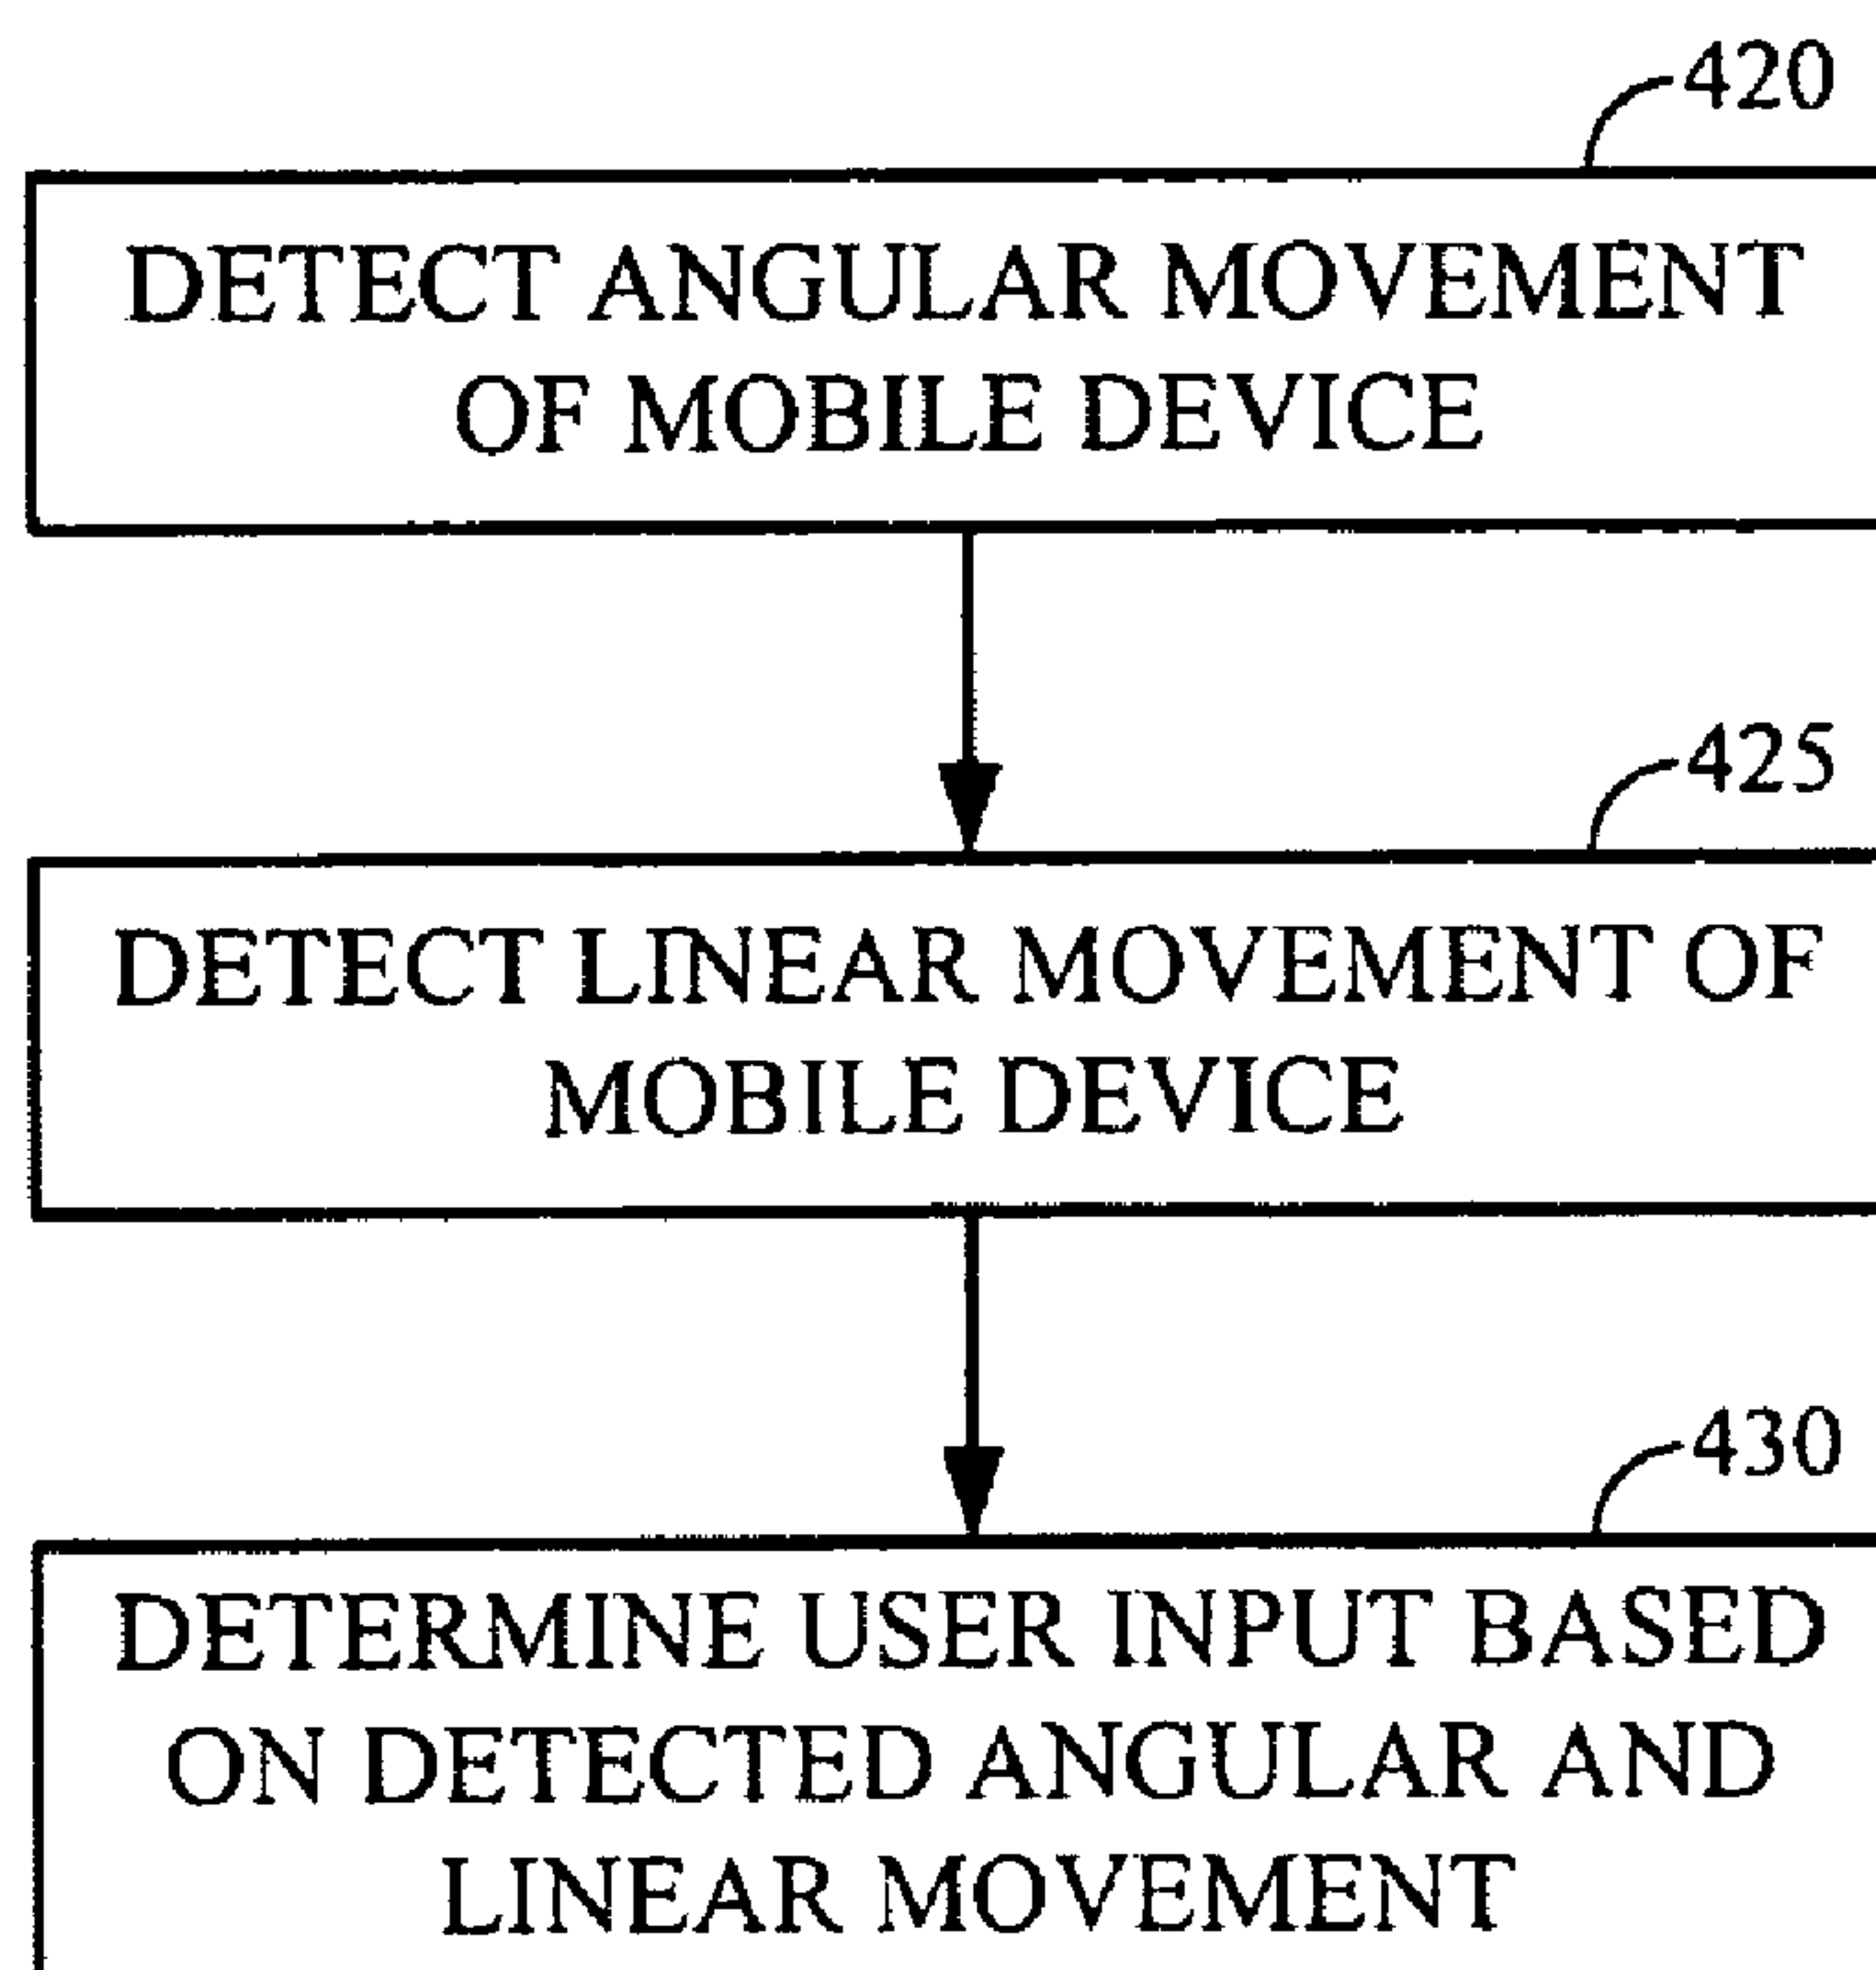 420
DETECT ANGULAR MOVEMENT
OF MOBILE DEVICE
425
DETECT LINEAR MOVEMENT OF
MOBILE DEVICE
430
DETERMINE USER INPUT BASED
ON DETECTED ANGULAR AND
LINEAR MOVEMENT